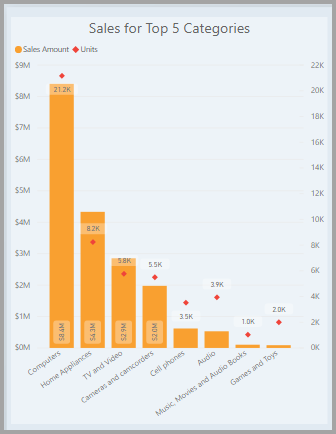 Sales for Top 5 Categories
Sales Amount Units
$9M
$8M
$7M
$6M
$5M
$4M
$3M
$2M
$1M
$0M
22K
20K
18K
16K
14K
12K
10K
8K
6K
4K
2K
0K
21.2K
8.2K
5.8K
5.5K
3.5K
3.9K
1.0K
2.0K
$8.4M
$4.3M
$2.9M
$2.0M
Computers
Home Appliances
TV and Video
Cameras and camcorders
Cell phones
Audio
Music, Movies and Audio Books
Games and Toys